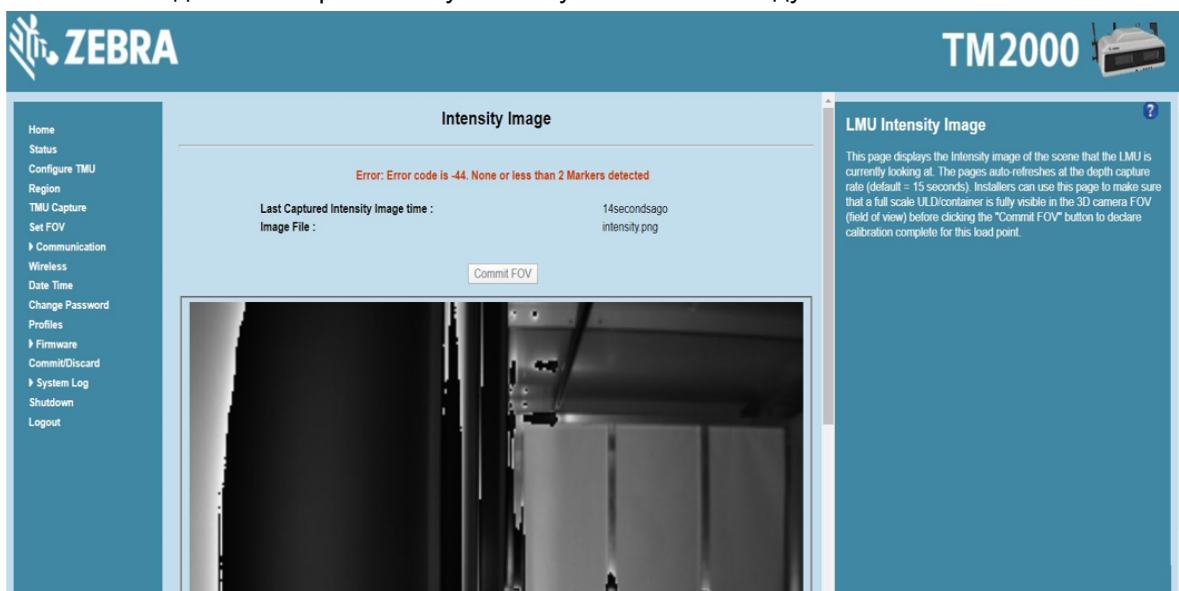 ZEBRA
TM2000
Home
Status
Configure TMU
Region
TMU Capture
Set FOV
Communication
Wireless
Date Time
Change Password
Profiles
Firmware
Commit/Discard
System Log
Shutdown
Logout
Intensity Image
Error: Error code is -44. None or less than 2 Markers detected
Last Captured Intensity Image time : 14secondsago
Image File : intensity.png
Commit FOV
?
LMU Intensity Image
This page displays the Intensity image of the scene that the LMU is
currently looking at. The pages auto-refreshes at the depth capture
rate (default = 15 seconds). Installers can use this page to make sure
that a full scale ULD/container is fully visible in the 3D camera FOV
(field of view) before clicking the "Commit FOV" button to declare
calibration complete for this load point.